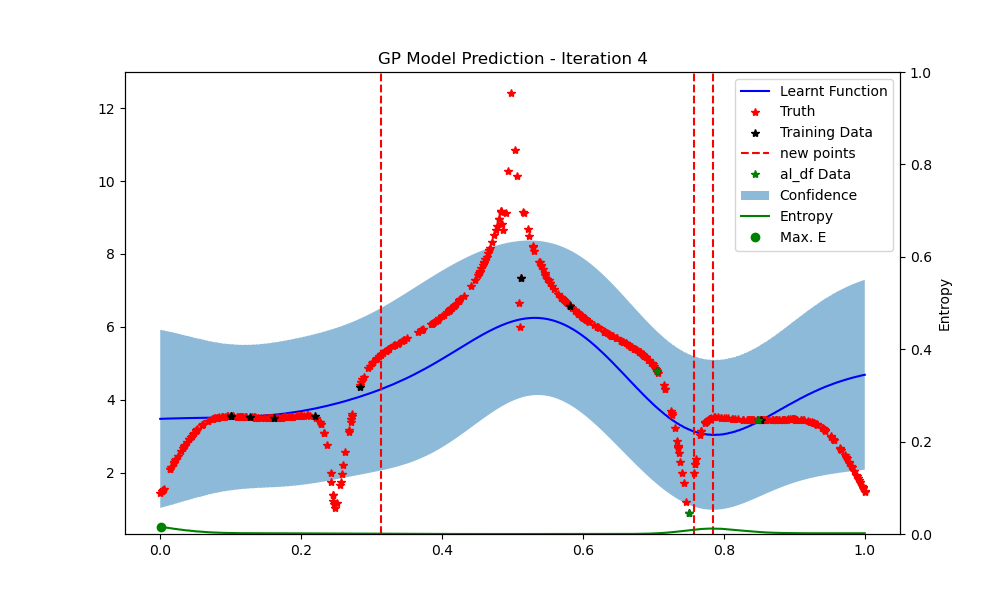 GP Model Prediction - Iteration 4
12
10
8
6
4
2
0.0
0.2
0.4
0.6
0.8
1.0
1.0
0.8
0.6
0.4
0.2
0.0
Entropy
Learnt Function
Truth
Training Data
new points
al_df Data
Confidence
Entropy
Max. E